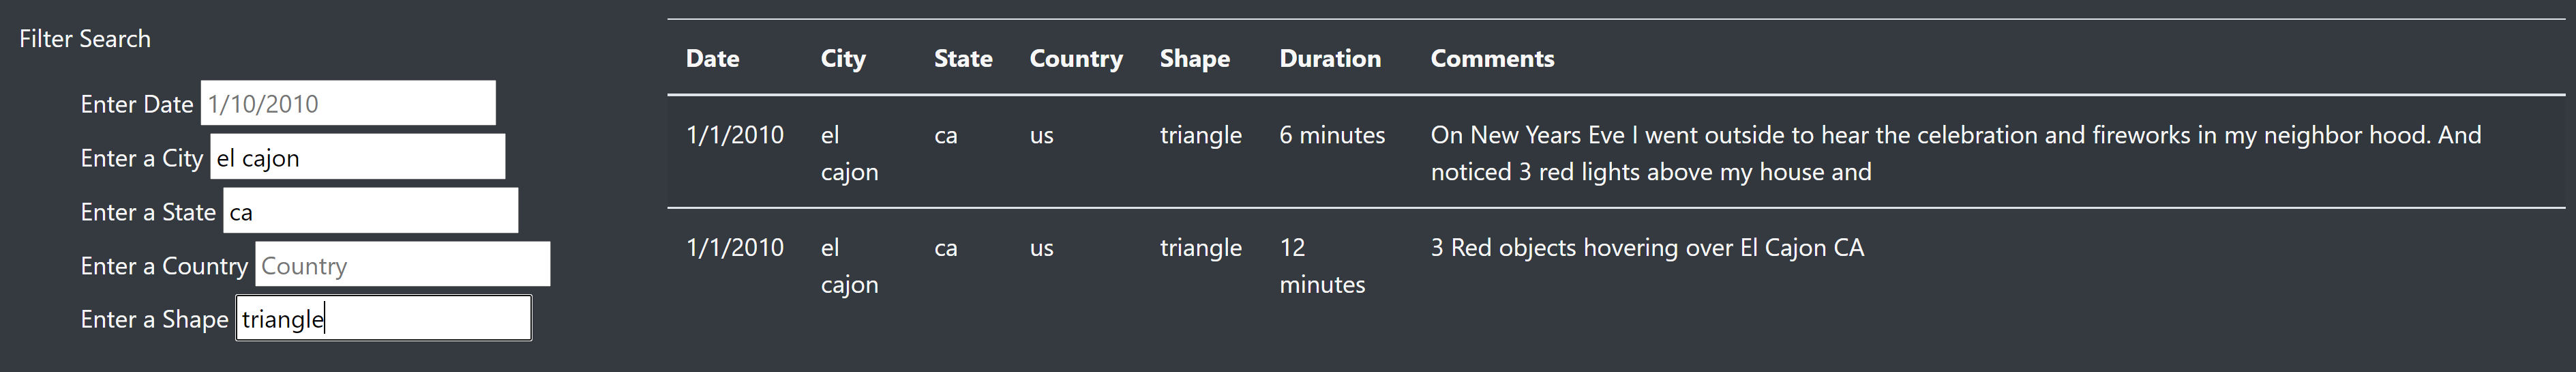 Filter Search
Enter Date 1/10/2010
Enter a City el cajon
Enter a State ca
Enter a Country Country
Enter a Shape triangle
Date City State Country Shape Duration Comments
1/1/2010 el ca us triangle 6 minutes On New Years Eve I went outside to hear the celebration and fireworks in my neighbor hood. And
cajon noticed 3 red lights above my house and
1/1/2010 el ca us triangle 12 3 Red objects hovering over El Cajon CA
cajon minutes